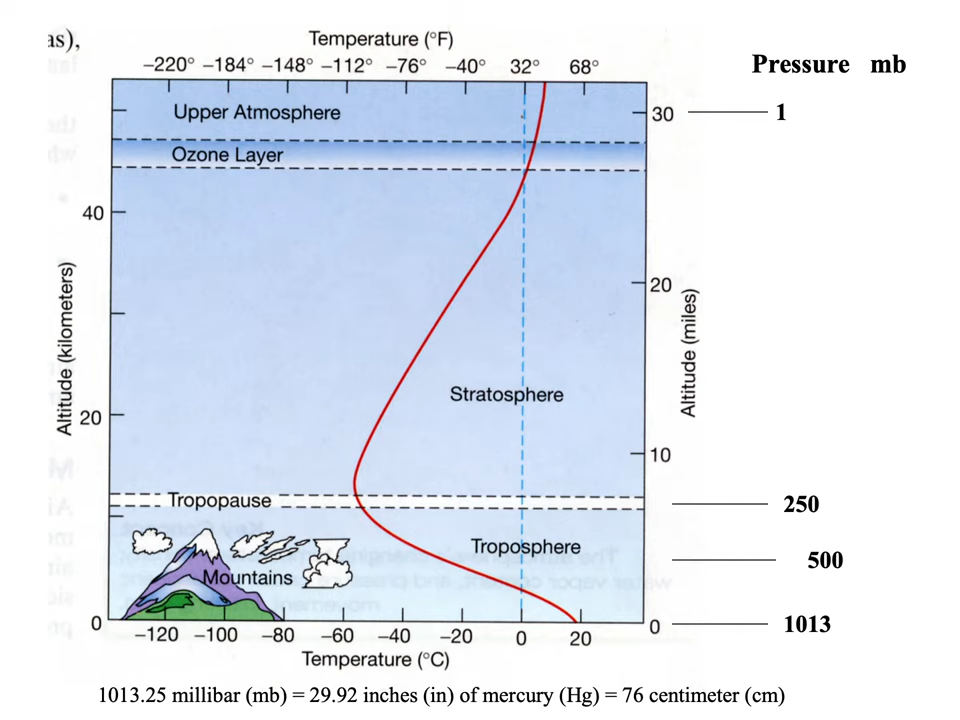 as),
Temperature (°F)
−220° −184° −148° −112° −76° −40° 32° 68°
Pressure mb
Upper Atmosphere
30
1
Ozone Layer
40
20
Altitude (kilometers)
Altitude (miles)
Stratosphere
20
10
Tropopause
250
Troposphere
500
Mountains
0
0
1013
−120 −100 −80 −60 −40 −20 0 20
Temperature (°C)
1013.25 millibar (mb) = 29.92 inches (in) of mercury (Hg) = 76 centimeter (cm)